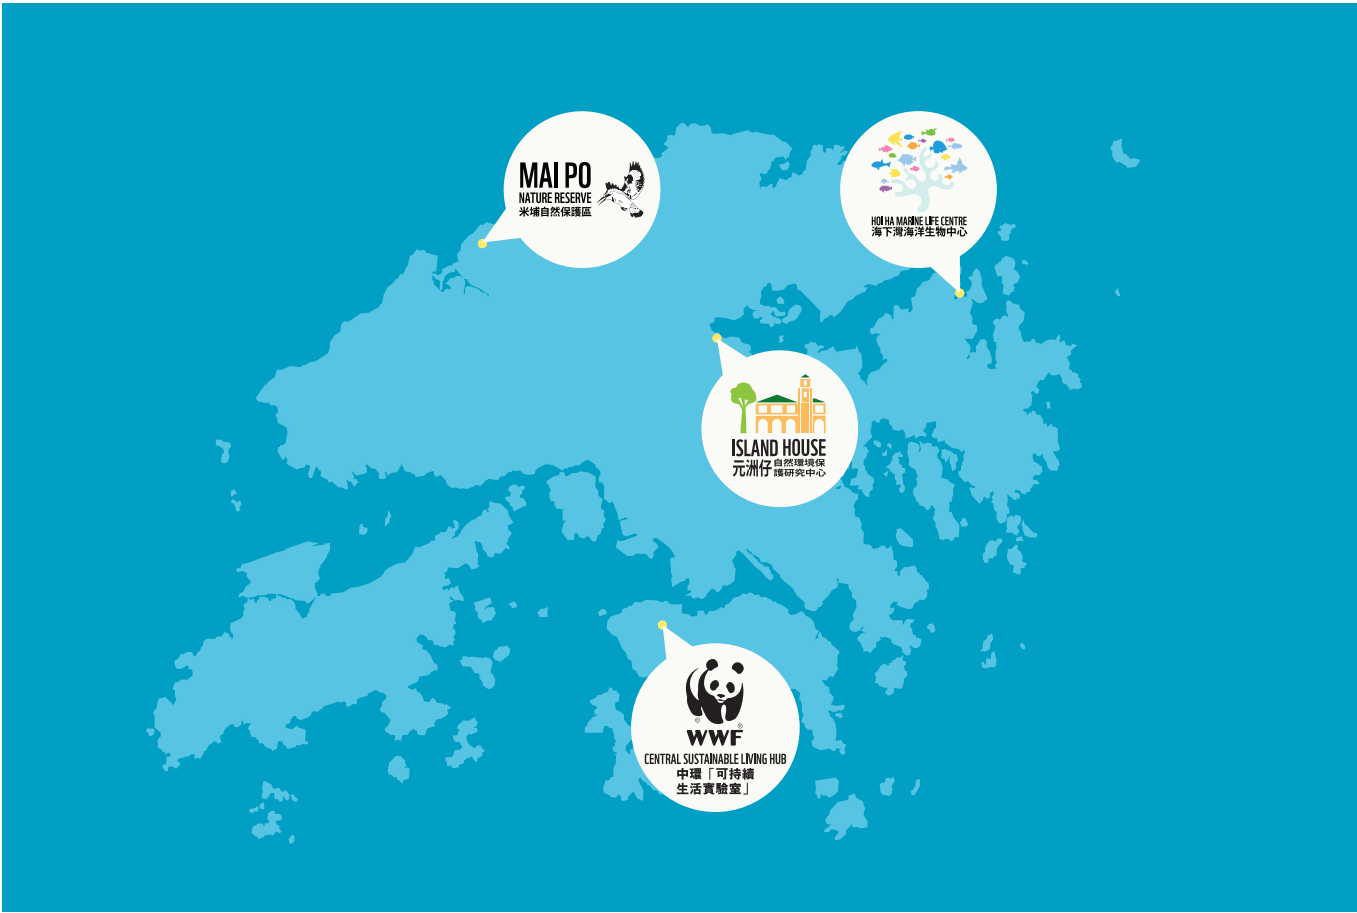 MAI PO
NATURE RESERVE
米埔自然保護區
HOI HA MARINE LIFE CENTRE
海下灣海洋生物中心
ISLAND HOUSE
元洲仔自然環境保
護研究中心
WWF
CENTRAL SUSTAINABLE LIVING HUB
中環「可持續
生活實驗室」